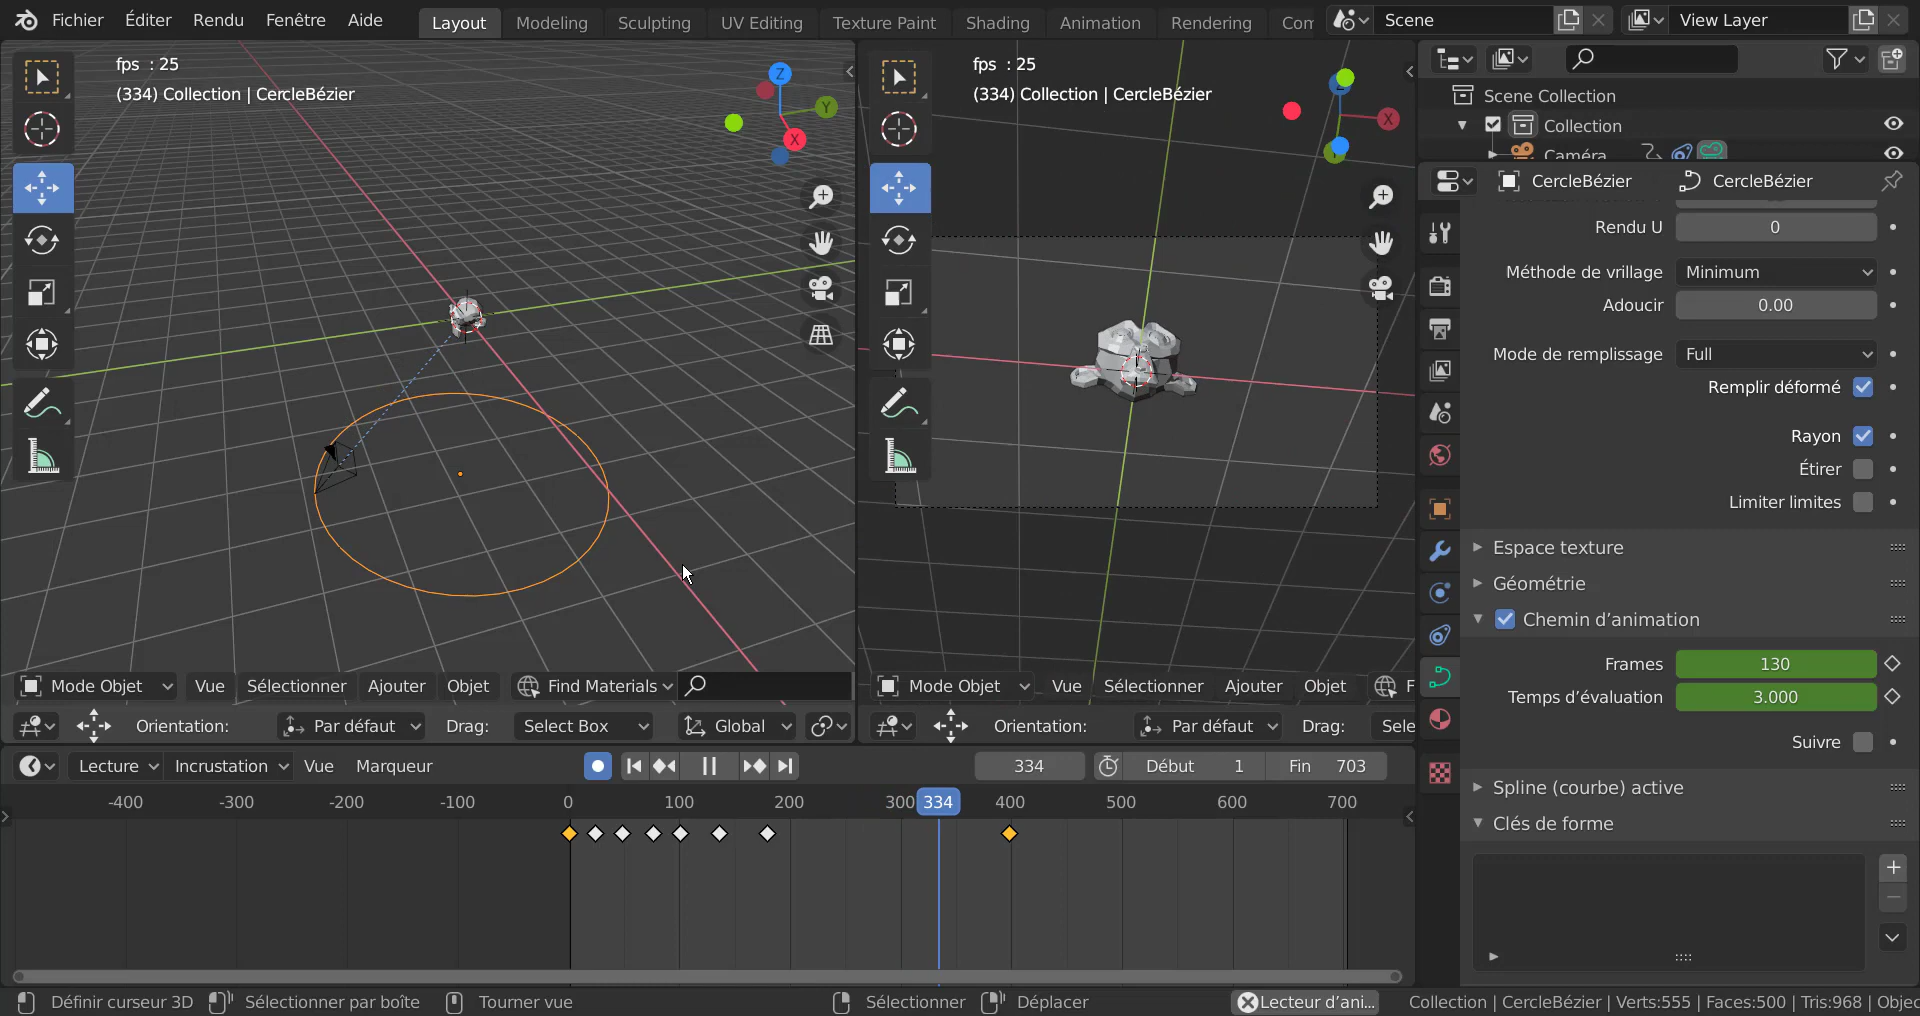 Fichier Éditer Rendu Fenêtre Aide Layout Modeling Sculpting UV Editing Texture Paint Shading Animation Rendering Com Scene View Layer
fps : 25
(334) Collection | CercleBézier
Z
Y
X
fps : 25
(334) Collection | CercleBézier
X
Scene Collection
Collection
Caméra
CercleBézier CercleBézier
Rendu U 0
Méthode de vrillage Minimum
Adoucir 0.00
Mode de remplissage Full
Remplir déformé
Rayon
Étirer
Limiter limites
Espace texture
Géométrie
Chemin d'animation
Frames 130
Temps d'évaluation 3.000
Suivre
Spline (courbe) active
Clés de forme
Mode Objet Vue Sélectionner Ajouter Objet Find Materials
Mode Objet Vue Sélectionner Ajouter Objet F
Orientation: Par défaut Drag: Select Box Global
Orientation: Par défaut Drag: Sele
Lecture Incrustation Vue Marqueur 334 Début 1 Fin 703
-400 -300 -200 -100 0 100 200 300 334 400 500 600 700
Définir curseur 3D Sélectionner par boîte Tourner vue Sélectionner Déplacer Lecteur d'ani... Collection | CercleBézier | Verts:555 | Faces:500 | Tris:968 | Objec